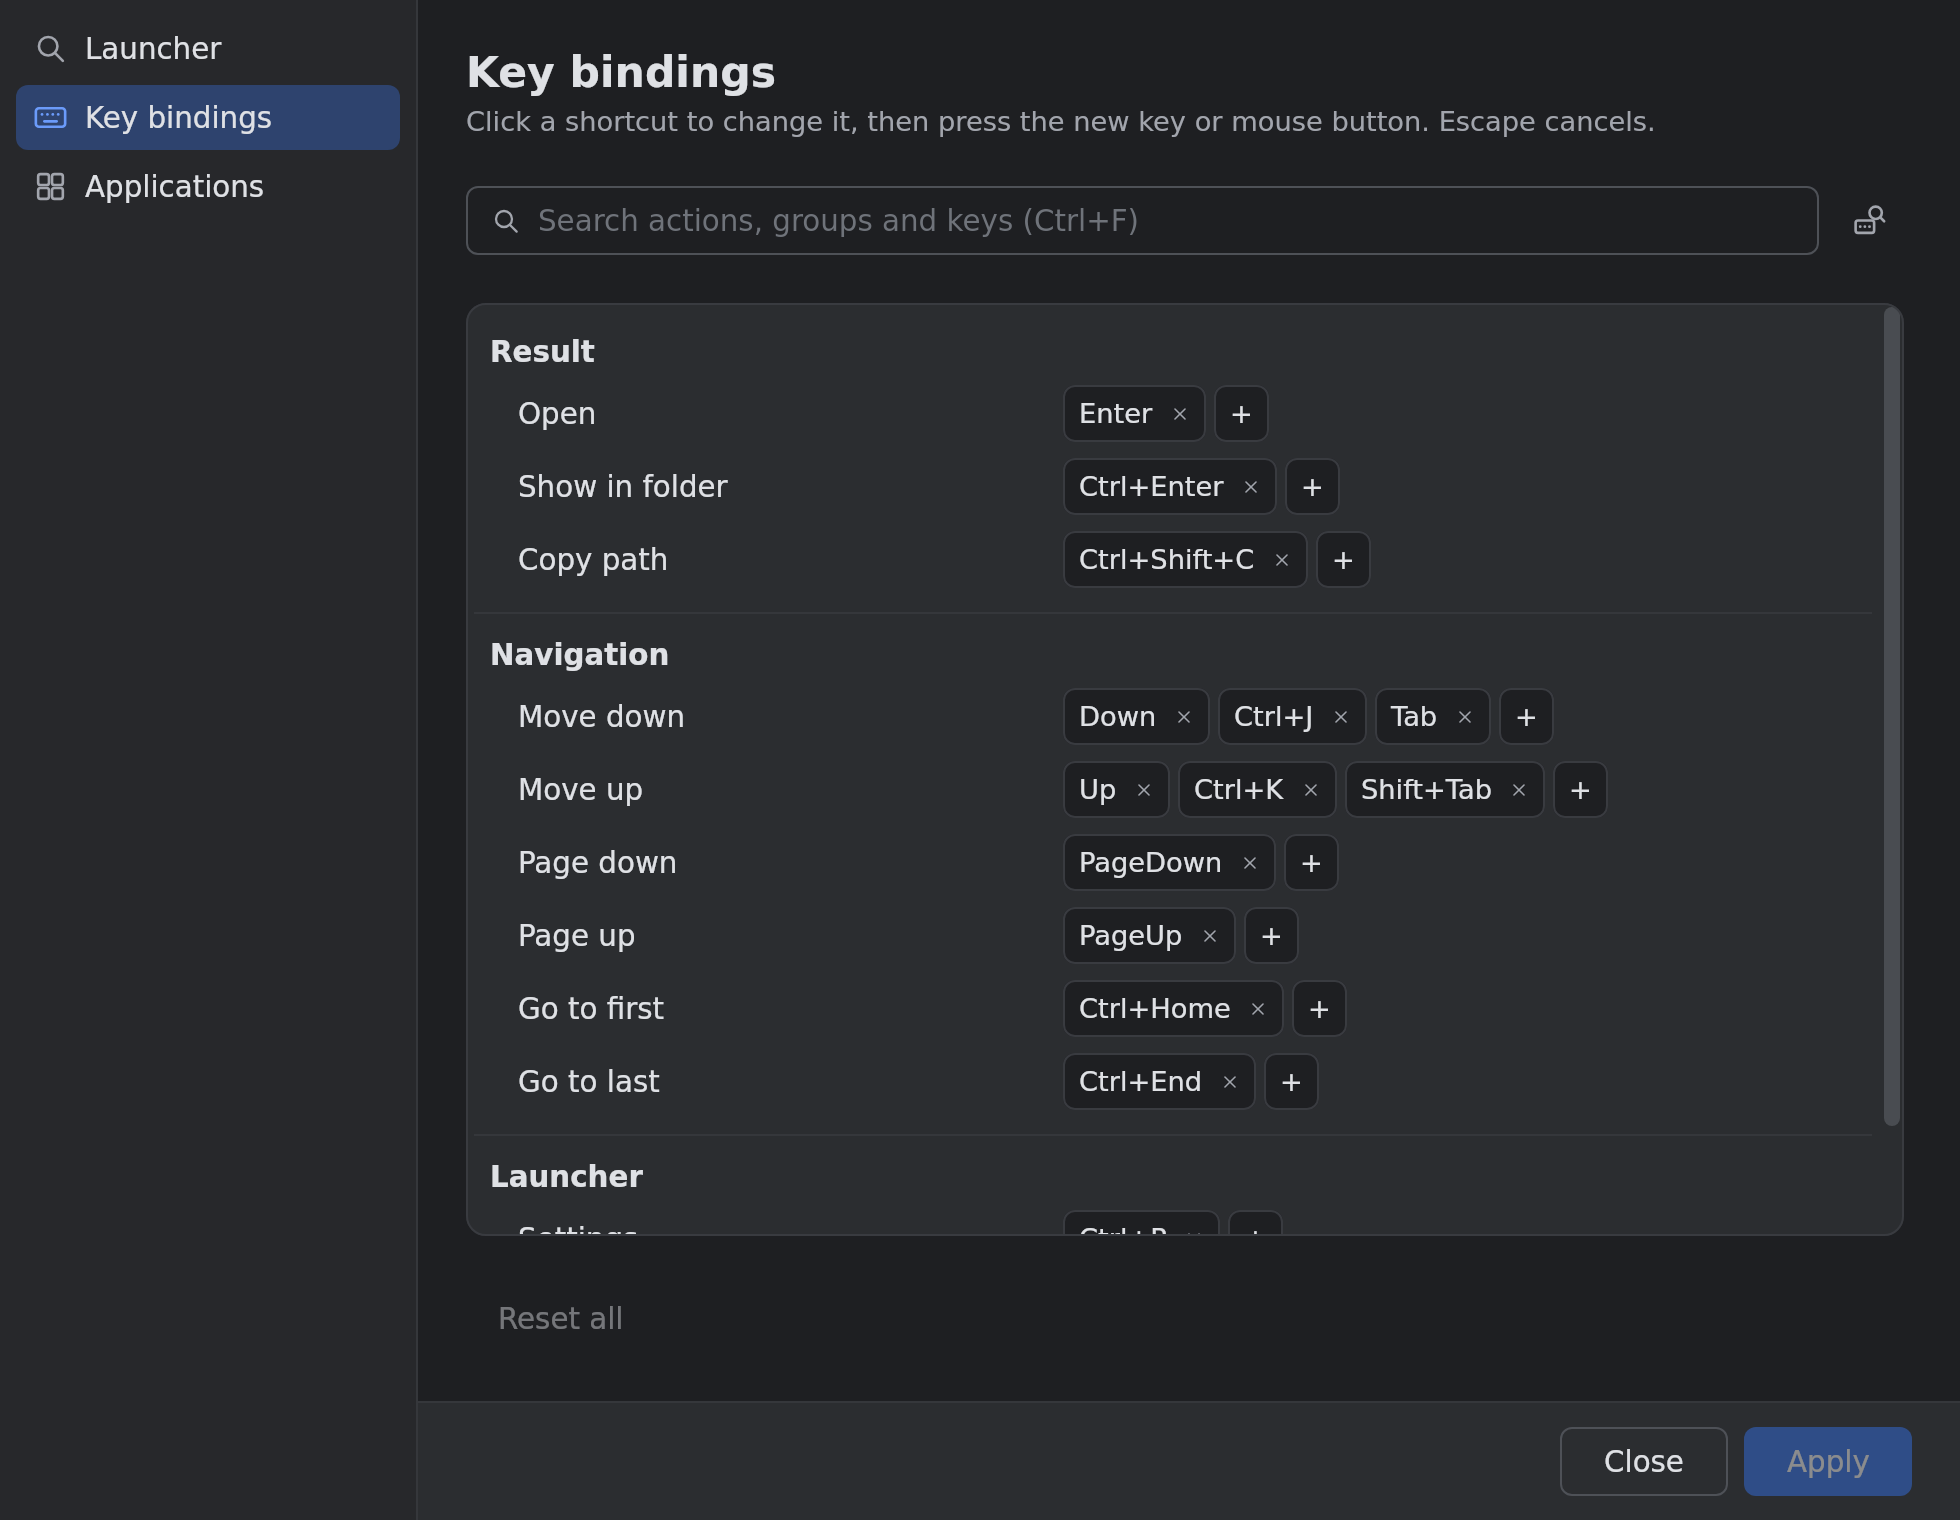 Launcher
Key bindings
Applications
Key bindings
Click a shortcut to change it, then press the new key or mouse button. Escape cancels.
Search actions, groups and keys (Ctrl+F)
Result
Open Enter × +
Show in folder Ctrl+Enter × +
Copy path Ctrl+Shift+C × +
Navigation
Move down Down × Ctrl+J × Tab × +
Move up Up × Ctrl+K × Shift+Tab × +
Page down PageDown × +
Page up PageUp × +
Go to first Ctrl+Home × +
Go to last Ctrl+End × +
Launcher
Settings
Reset all
Close Apply